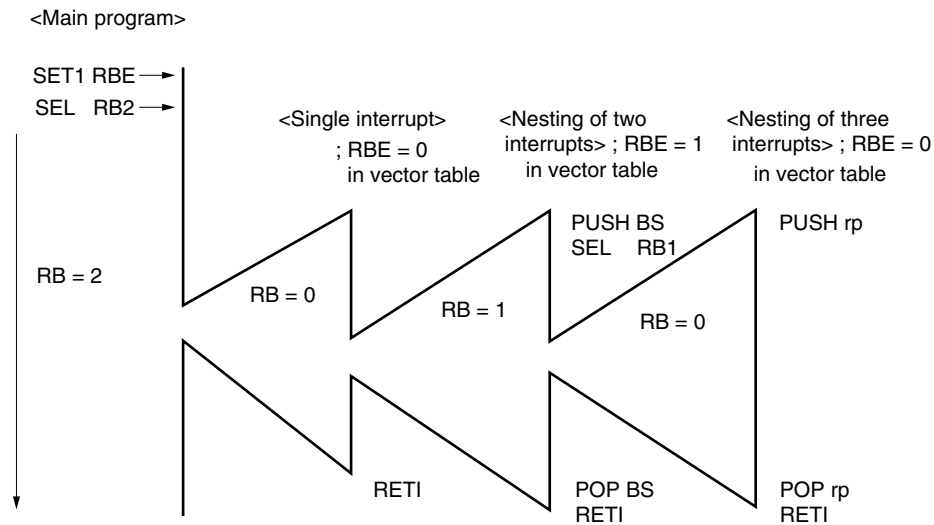 <Main program>
SET1 RBE
SEL RB2
<Single interrupt>
; RBE = 0
in vector table
<Nesting of two
interrupts> ; RBE = 1
in vector table
<Nesting of three
interrupts> ; RBE = 0
in vector table
PUSH BS
SEL RB1
PUSH rp
RB = 2
RB = 0
RB = 1
RB = 0
RETI
POP BS
RETI
POP rp
RETI